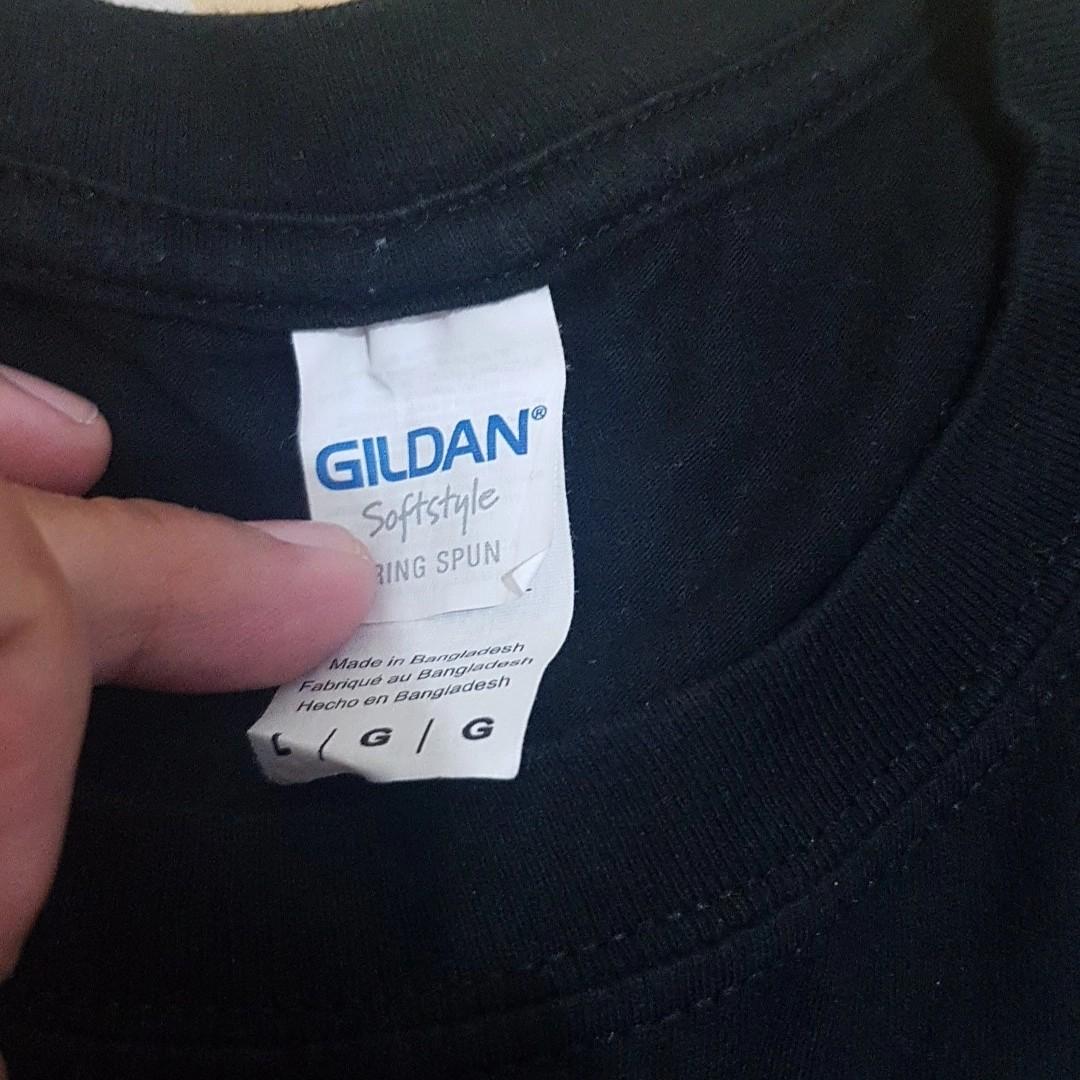 GILDAN®
Softstyle
RING SPUN
Made in Bangladesh
Fabriqué au Bangladesh
Hecho en Bangladesh
L / G / G